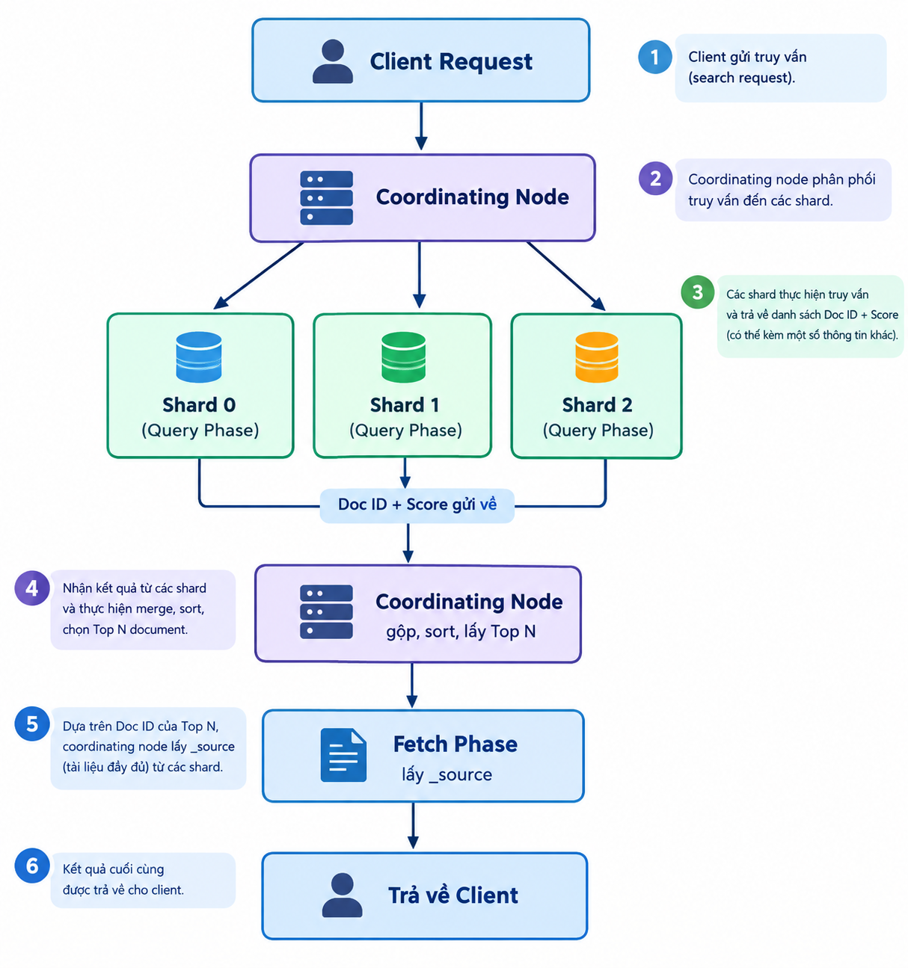 Client Request
1
Client gửi truy vấn
(search request).
Coordinating Node
2
Coordinating node phân phối
truy vấn đến các shard.
3
Các shard thực hiện truy vấn
và trả về danh sách Doc ID + Score
(có thể kèm một số thông tin khác).
Shard 0
(Query Phase)
Shard 1
(Query Phase)
Shard 2
(Query Phase)
Doc ID + Score gửi về
4
Nhận kết quả từ các shard
và thực hiện merge, sort,
chọn Top N document.
Coordinating Node
gộp, sort, lấy Top N
5
Dựa trên Doc ID của Top N,
coordinating node lấy _source
(tài liệu đầy đủ) từ các shard.
Fetch Phase
lấy _source
6
Kết quả cuối cùng
được trả về cho client.
Trả về Client